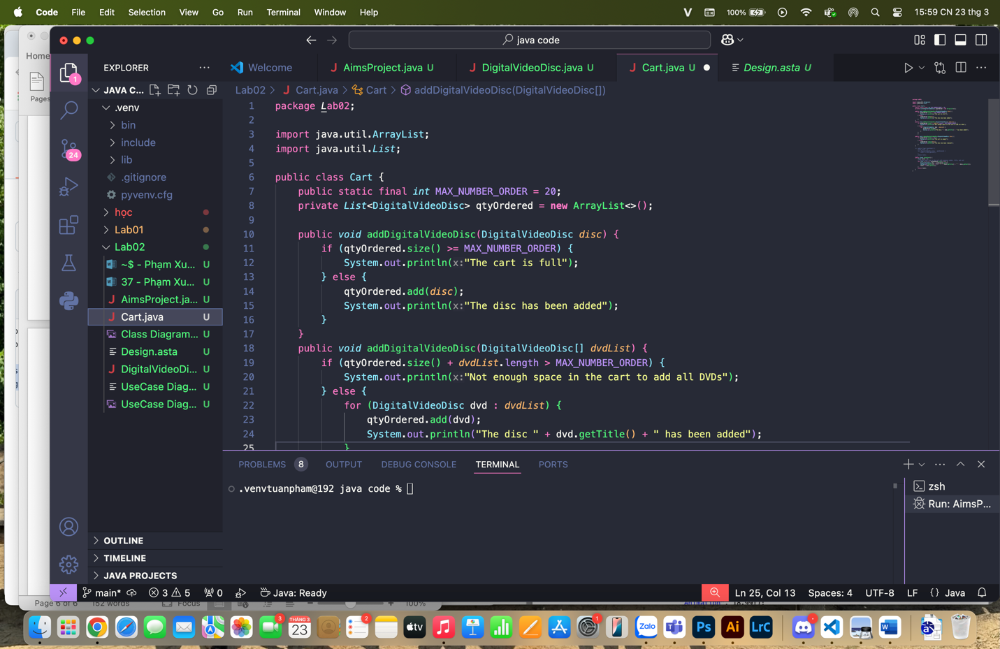 Code File Edit Selection View Go Run Terminal Window Help 100% 15:59 CN 23 thg 3
Home
Pages
java code
EXPLORER
Welcome AimsProject.java U DigitalVideoDisc.java U Cart.java U Design.asta U
JAVA C...
.venv
bin
include
lib
.gitignore
pyvenv.cfg
học
Lab01
Lab02
~$ - Phạm Xu... U
37 - Phạm Xu... U
AimsProject.ja... U
Cart.java U
Class Diagram... U
Design.asta U
DigitalVideoDi... U
UseCase Diag... U
UseCase Diag... U
OUTLINE
TIMELINE
JAVA PROJECTS
1
24
Lab02 > Cart.java > Cart > addDigitalVideoDisc(DigitalVideoDisc[])
1 package Lab02;
2
3 import java.util.ArrayList;
4 import java.util.List;
5
6 public class Cart {
7 public static final int MAX_NUMBER_ORDER = 20;
8 private List<DigitalVideoDisc> qtyOrdered = new ArrayList<>();
9
10 public void addDigitalVideoDisc(DigitalVideoDisc disc) {
11 if (qtyOrdered.size() >= MAX_NUMBER_ORDER) {
12 System.out.println(x:"The cart is full");
13 } else {
14 qtyOrdered.add(disc);
15 System.out.println(x:"The disc has been added");
16 }
17 }
18 public void addDigitalVideoDisc(DigitalVideoDisc[] dvdList) {
19 if (qtyOrdered.size() + dvdList.length > MAX_NUMBER_ORDER) {
20 System.out.println(x:"Not enough space in the cart to add all DVDs");
21 } else {
22 for (DigitalVideoDisc dvd : dvdList) {
23 qtyOrdered.add(dvd);
24 System.out.println("The disc " + dvd.getTitle() + " has been added");
25 }
PROBLEMS 8 OUTPUT DEBUG CONSOLE TERMINAL PORTS
.venvtuanpham@192 java code %
zsh
Run: AimsP...
main* 3 5 0 Java: Ready Ln 25, Col 13 Spaces: 4 UTF-8 LF {} Java
Page 6 of 6 152 words Focus 100%
3 THÁNG 3 23 2 tv 1 Zalo Ps Ai LrC W